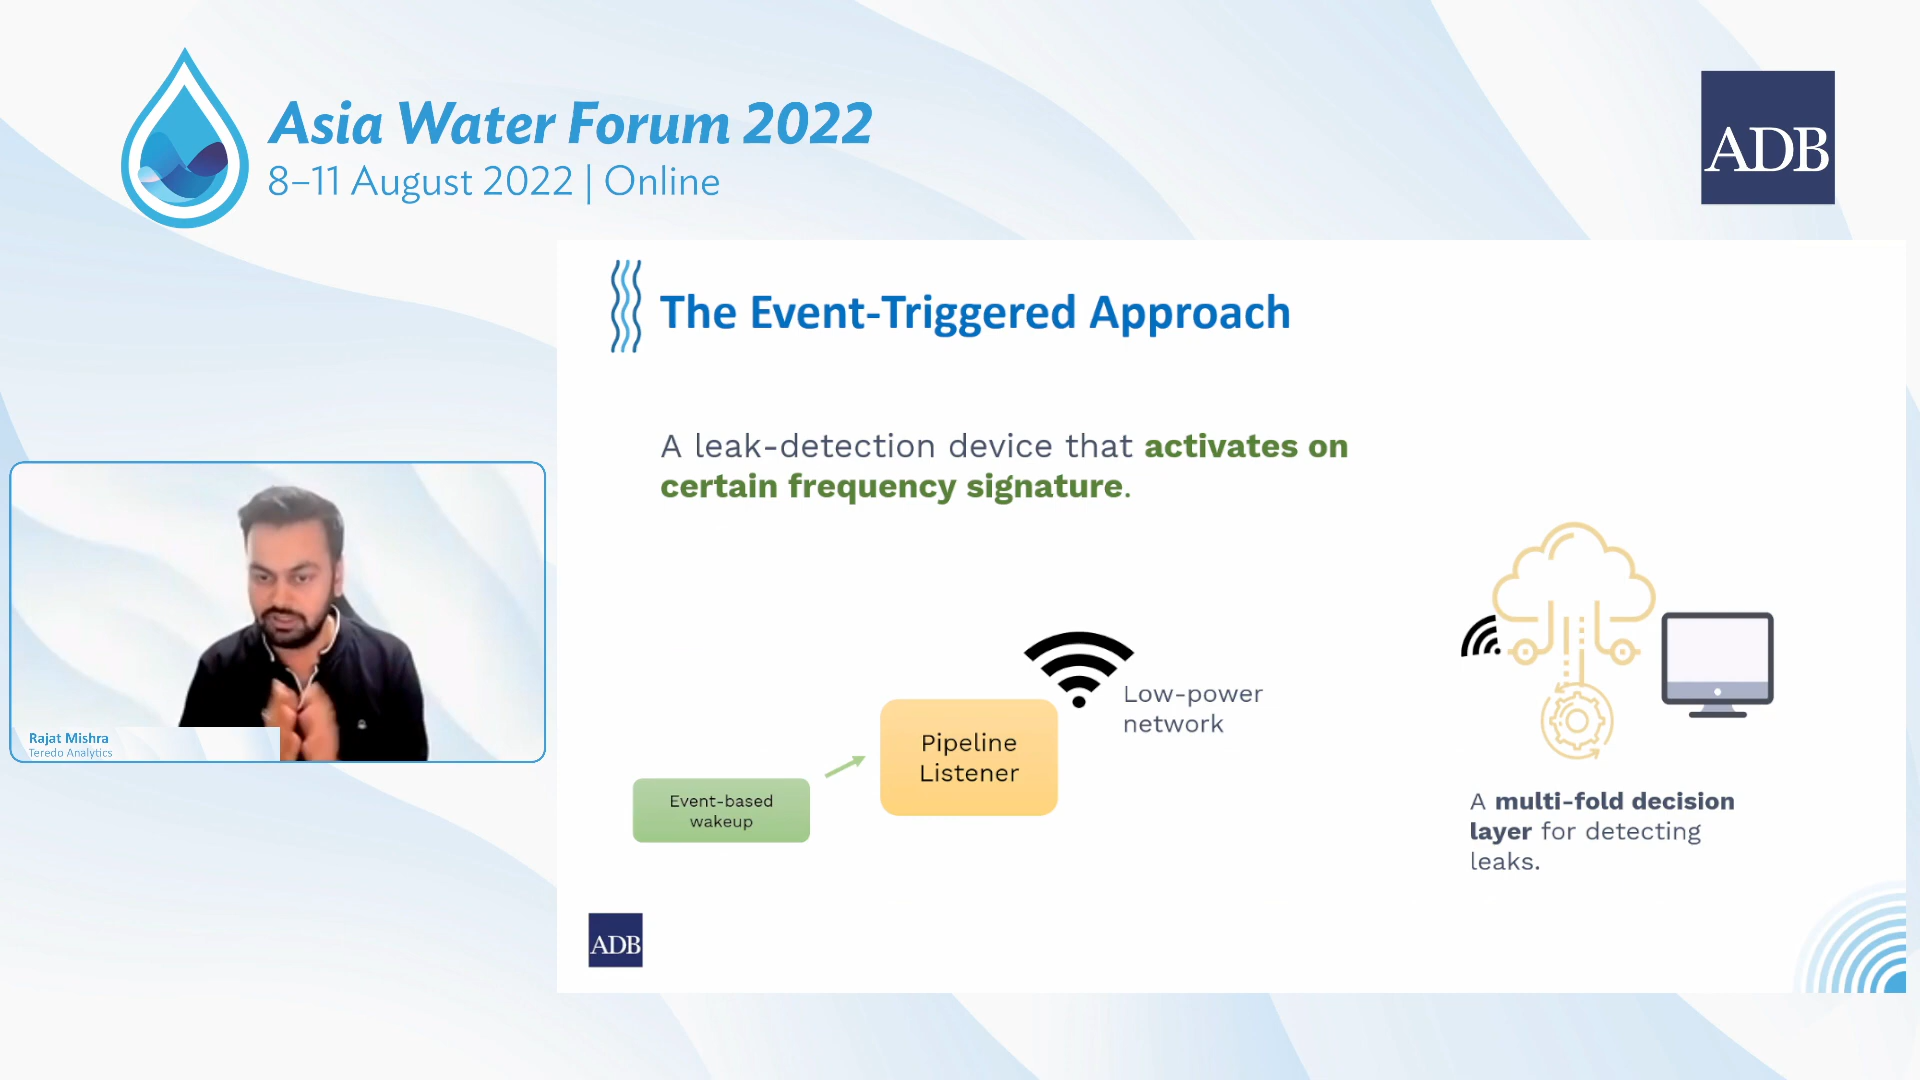 Asia Water Forum 2022
8–11 August 2022 | Online
ADB
The Event-Triggered Approach
A leak-detection device that activates on
certain frequency signature.
Low-power
network
Pipeline
Listener
Event-based
wakeup
A multi-fold decision
layer for detecting
leaks.
Rajat Mishra
Teredo Analytics
ADB